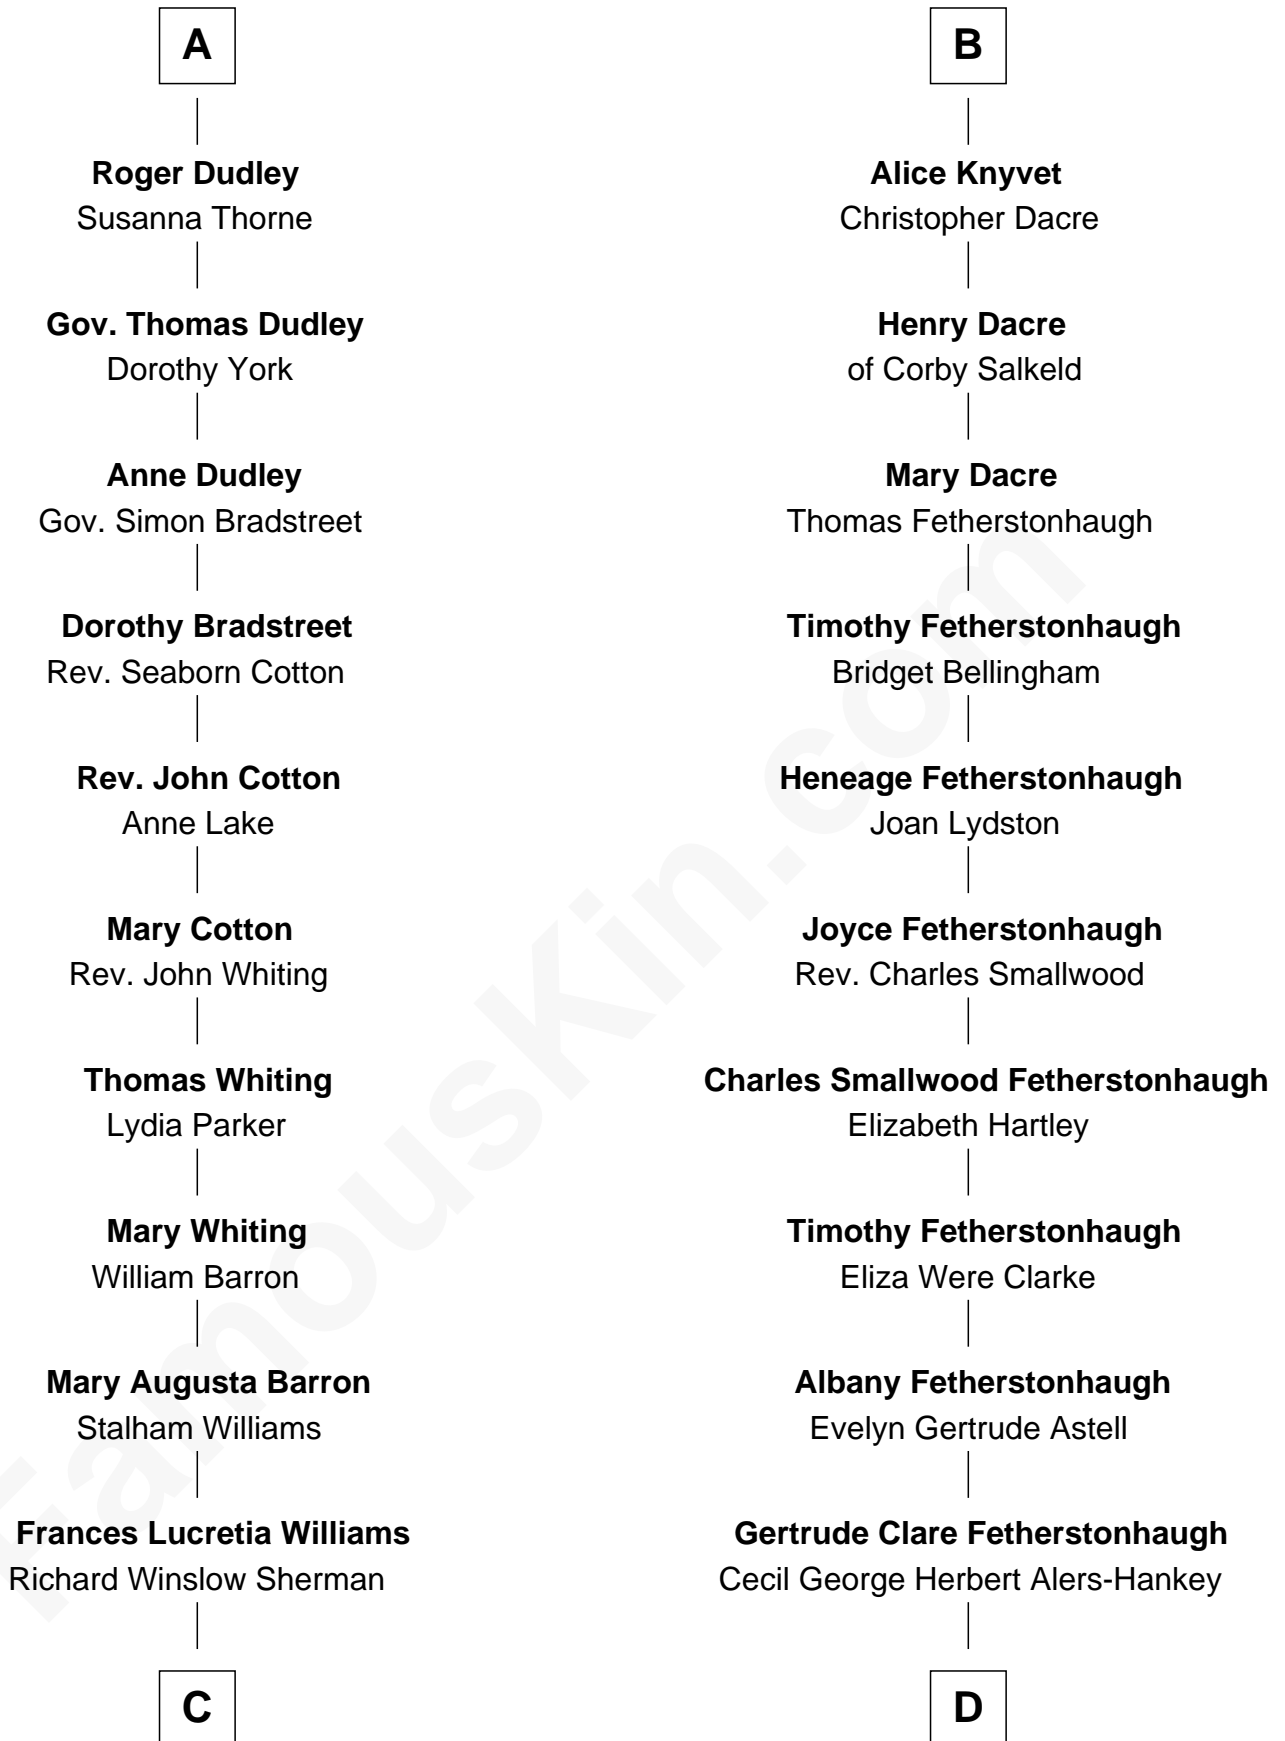 A
Roger Dudley
Susanna Thorne
Gov. Thomas Dudley
Dorothy York
Anne Dudley
Gov. Simon Bradstreet
Dorothy Bradstreet
Rev. Seaborn Cotton
Rev. John Cotton
Anne Lake
Mary Cotton
Rev. John Whiting
Thomas Whiting
Lydia Parker
Mary Whiting
William Barron
Mary Augusta Barron
Stalham Williams
Frances Lucretia Williams
Richard Winslow Sherman
C
B
Alice Knyvet
Christopher Dacre
Henry Dacre
of Corby Salkeld
Mary Dacre
Thomas Fetherstonhaugh
Timothy Fetherstonhaugh
Bridget Bellingham
Heneage Fetherstonhaugh
Joan Lydston
Joyce Fetherstonhaugh
Rev. Charles Smallwood
Charles Smallwood Fetherstonhaugh
Elizabeth Hartley
Timothy Fetherstonhaugh
Eliza Were Clarke
Albany Fetherstonhaugh
Evelyn Gertrude Astell
Gertrude Clare Fetherstonhaugh
Cecil George Herbert Alers-Hankey
D
FamousKin.com